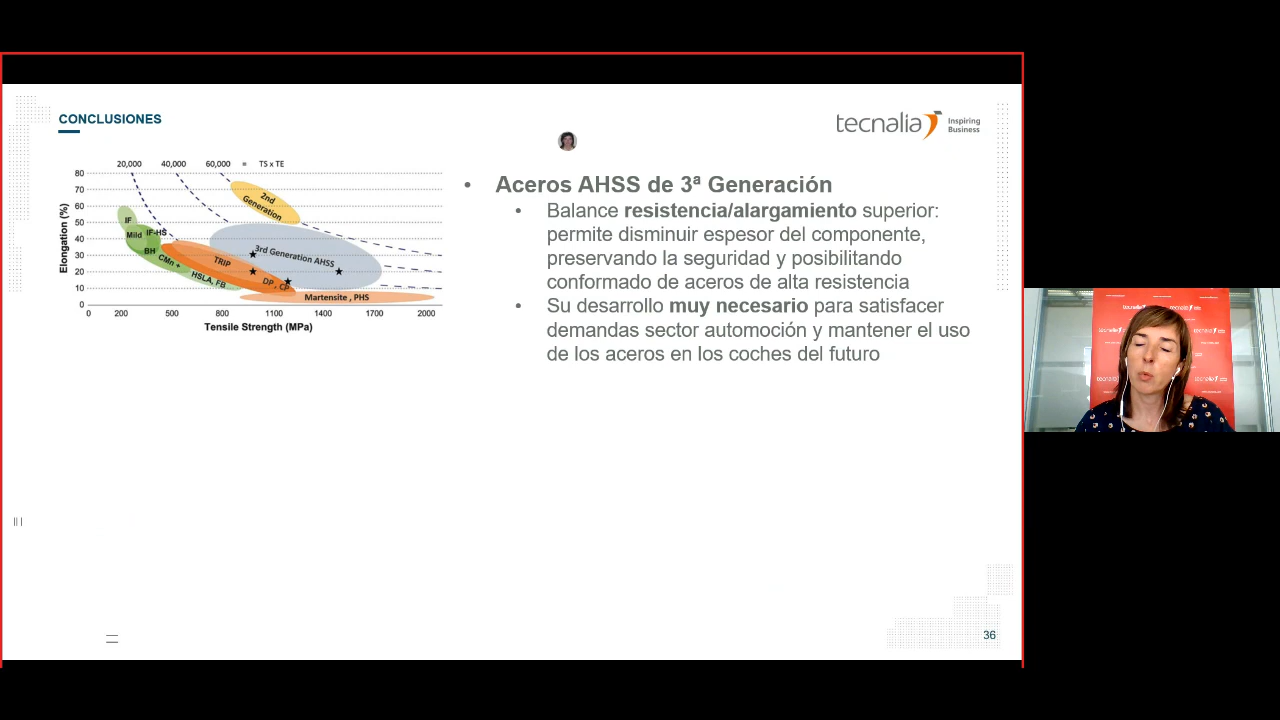 CONCLUSIONES
tecnalia Inspiring Business
20,000 40,000 60,000 = TS x TE
80
70
60
50
40
30
20
10
0
Elongation (%)
2nd Generation
IF
Mild
IF-HS
BH
CMn +
HSLA, FB
TRIP
3rd Generation AHSS
DP , CP
Martensite , PHS
0 200 500 800 1100 1400 1700 2000
Tensile Strength (MPa)
• Aceros AHSS de 3ª Generación
• Balance resistencia/alargamiento superior:
permite disminuir espesor del componente,
preservando la seguridad y posibilitando
conformado de aceros de alta resistencia
• Su desarrollo muy necesario para satisfacer
demandas sector automoción y mantener el uso
de los aceros en los coches del futuro
36
tecnalia